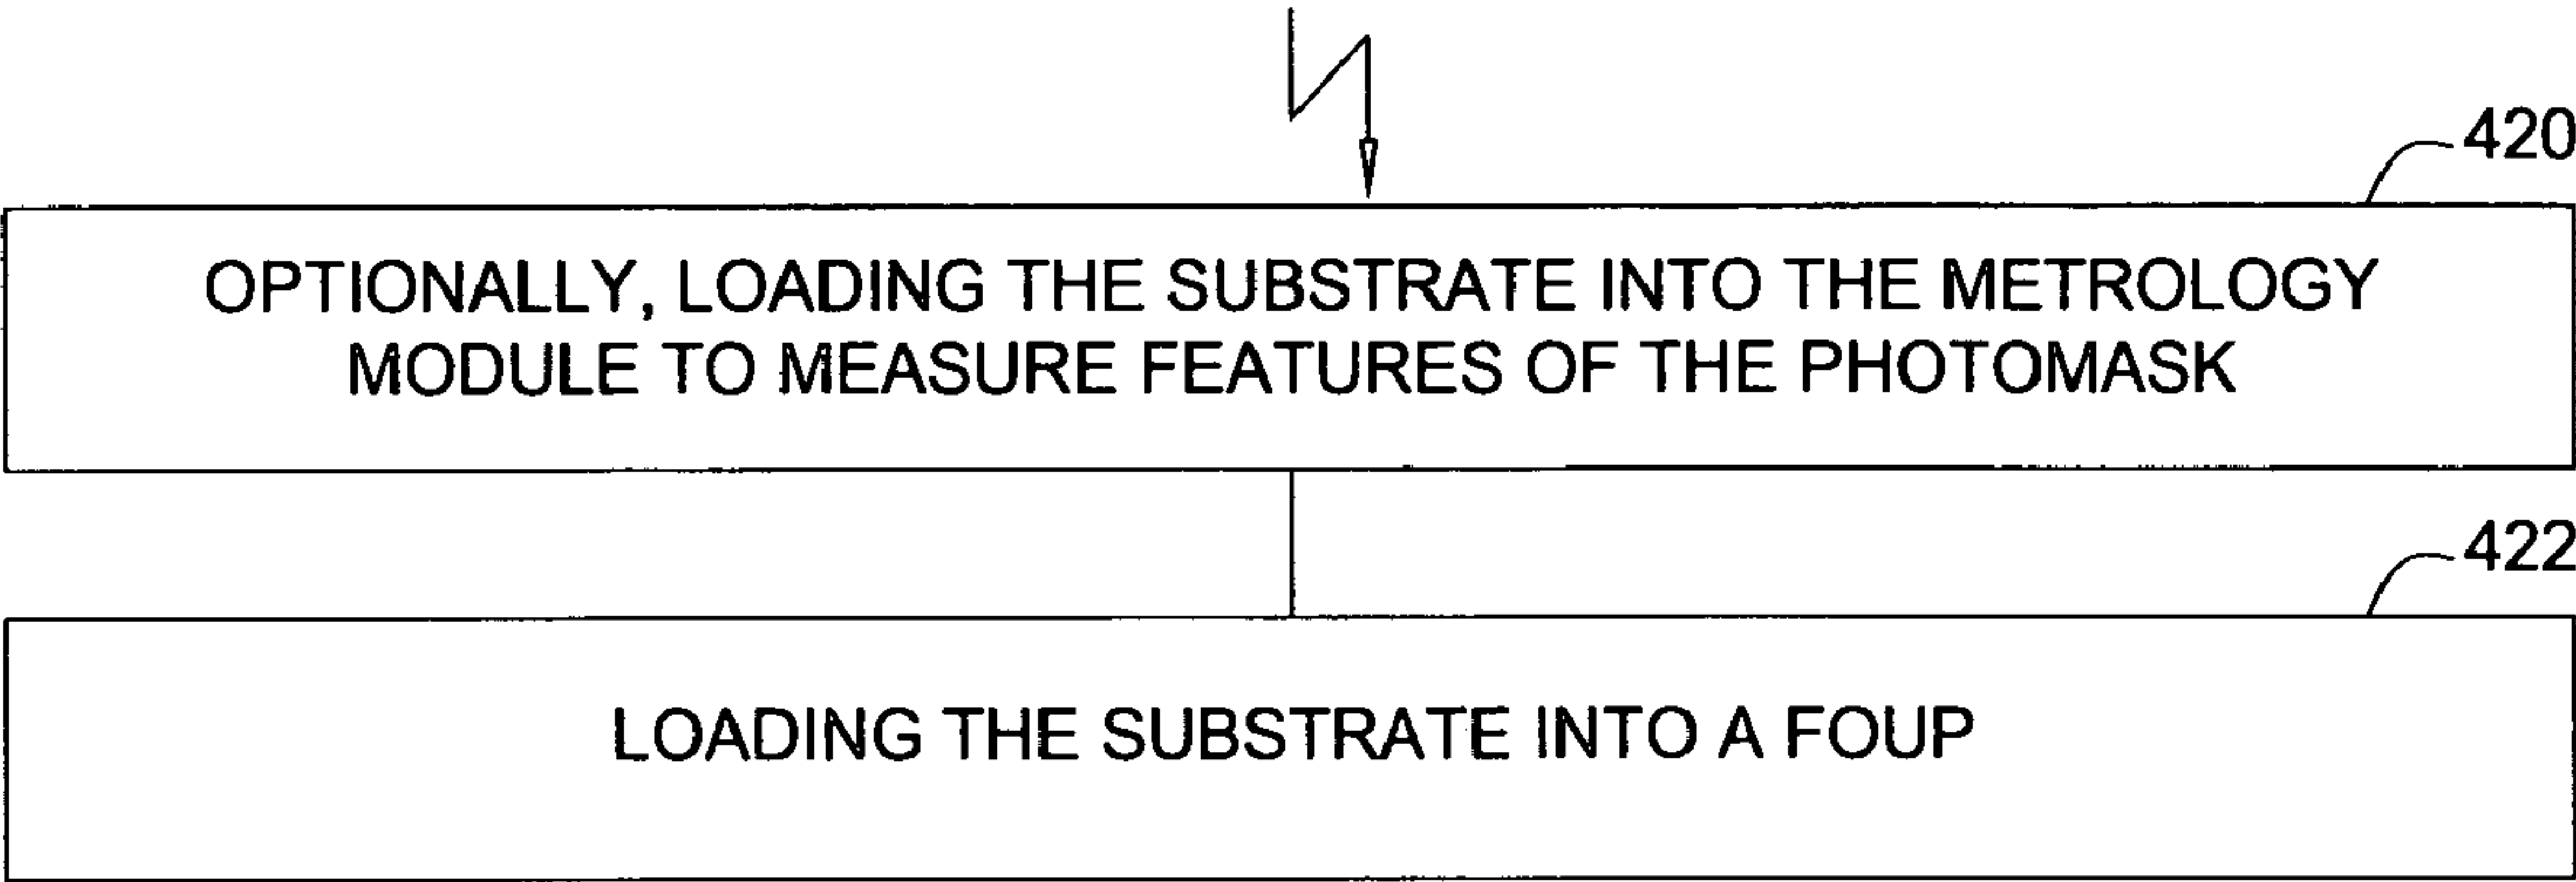 420
OPTIONALLY, LOADING THE SUBSTRATE INTO THE METROLOGY
MODULE TO MEASURE FEATURES OF THE PHOTOMASK
422
LOADING THE SUBSTRATE INTO A FOUP